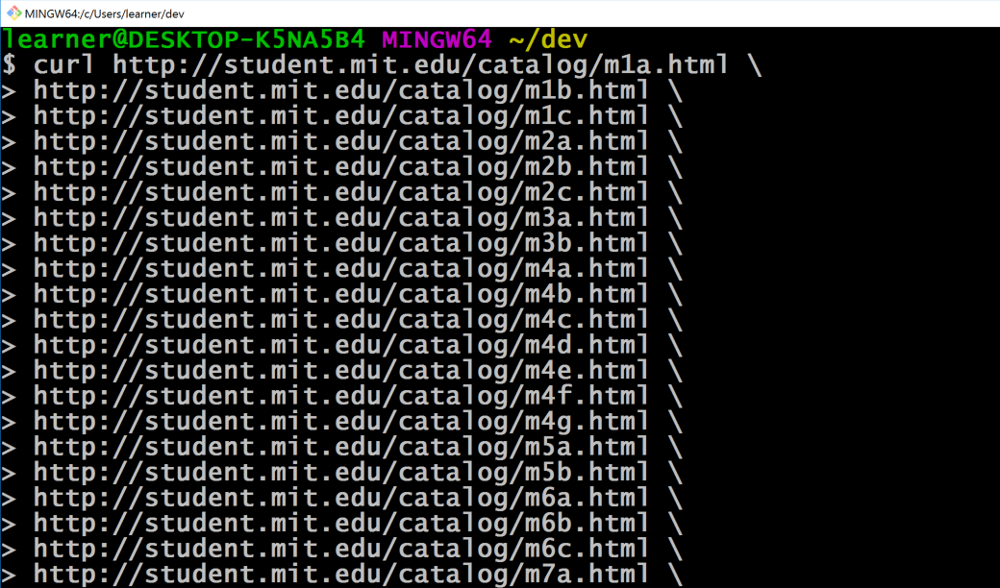 MINGW64:/c/Users/learner/dev
learner@DESKTOP-K5NA5B4 MINGW64 ~/dev
$ curl http://student.mit.edu/catalog/m1a.html \
> http://student.mit.edu/catalog/m1b.html \
> http://student.mit.edu/catalog/m1c.html \
> http://student.mit.edu/catalog/m2a.html \
> http://student.mit.edu/catalog/m2b.html \
> http://student.mit.edu/catalog/m2c.html \
> http://student.mit.edu/catalog/m3a.html \
> http://student.mit.edu/catalog/m3b.html \
> http://student.mit.edu/catalog/m4a.html \
> http://student.mit.edu/catalog/m4b.html \
> http://student.mit.edu/catalog/m4c.html \
> http://student.mit.edu/catalog/m4d.html \
> http://student.mit.edu/catalog/m4e.html \
> http://student.mit.edu/catalog/m4f.html \
> http://student.mit.edu/catalog/m4g.html \
> http://student.mit.edu/catalog/m5a.html \
> http://student.mit.edu/catalog/m5b.html \
> http://student.mit.edu/catalog/m6a.html \
> http://student.mit.edu/catalog/m6b.html \
> http://student.mit.edu/catalog/m6c.html \
> http://student.mit.edu/catalog/m7a.html \